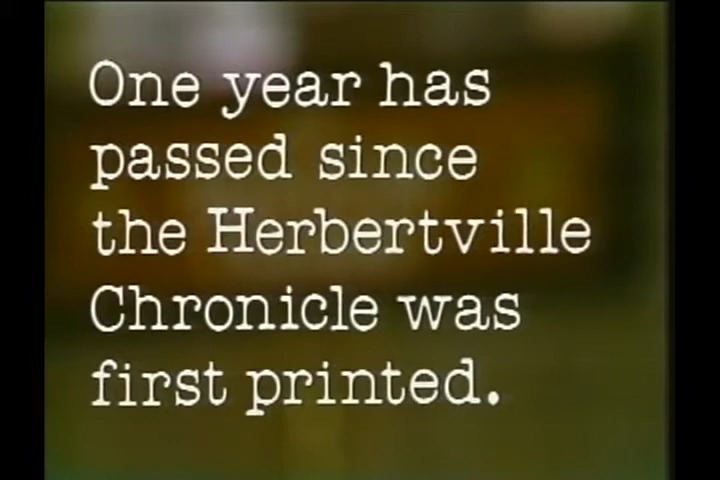 One year has
passed since
the Herbertville
Chronicle was
first printed.